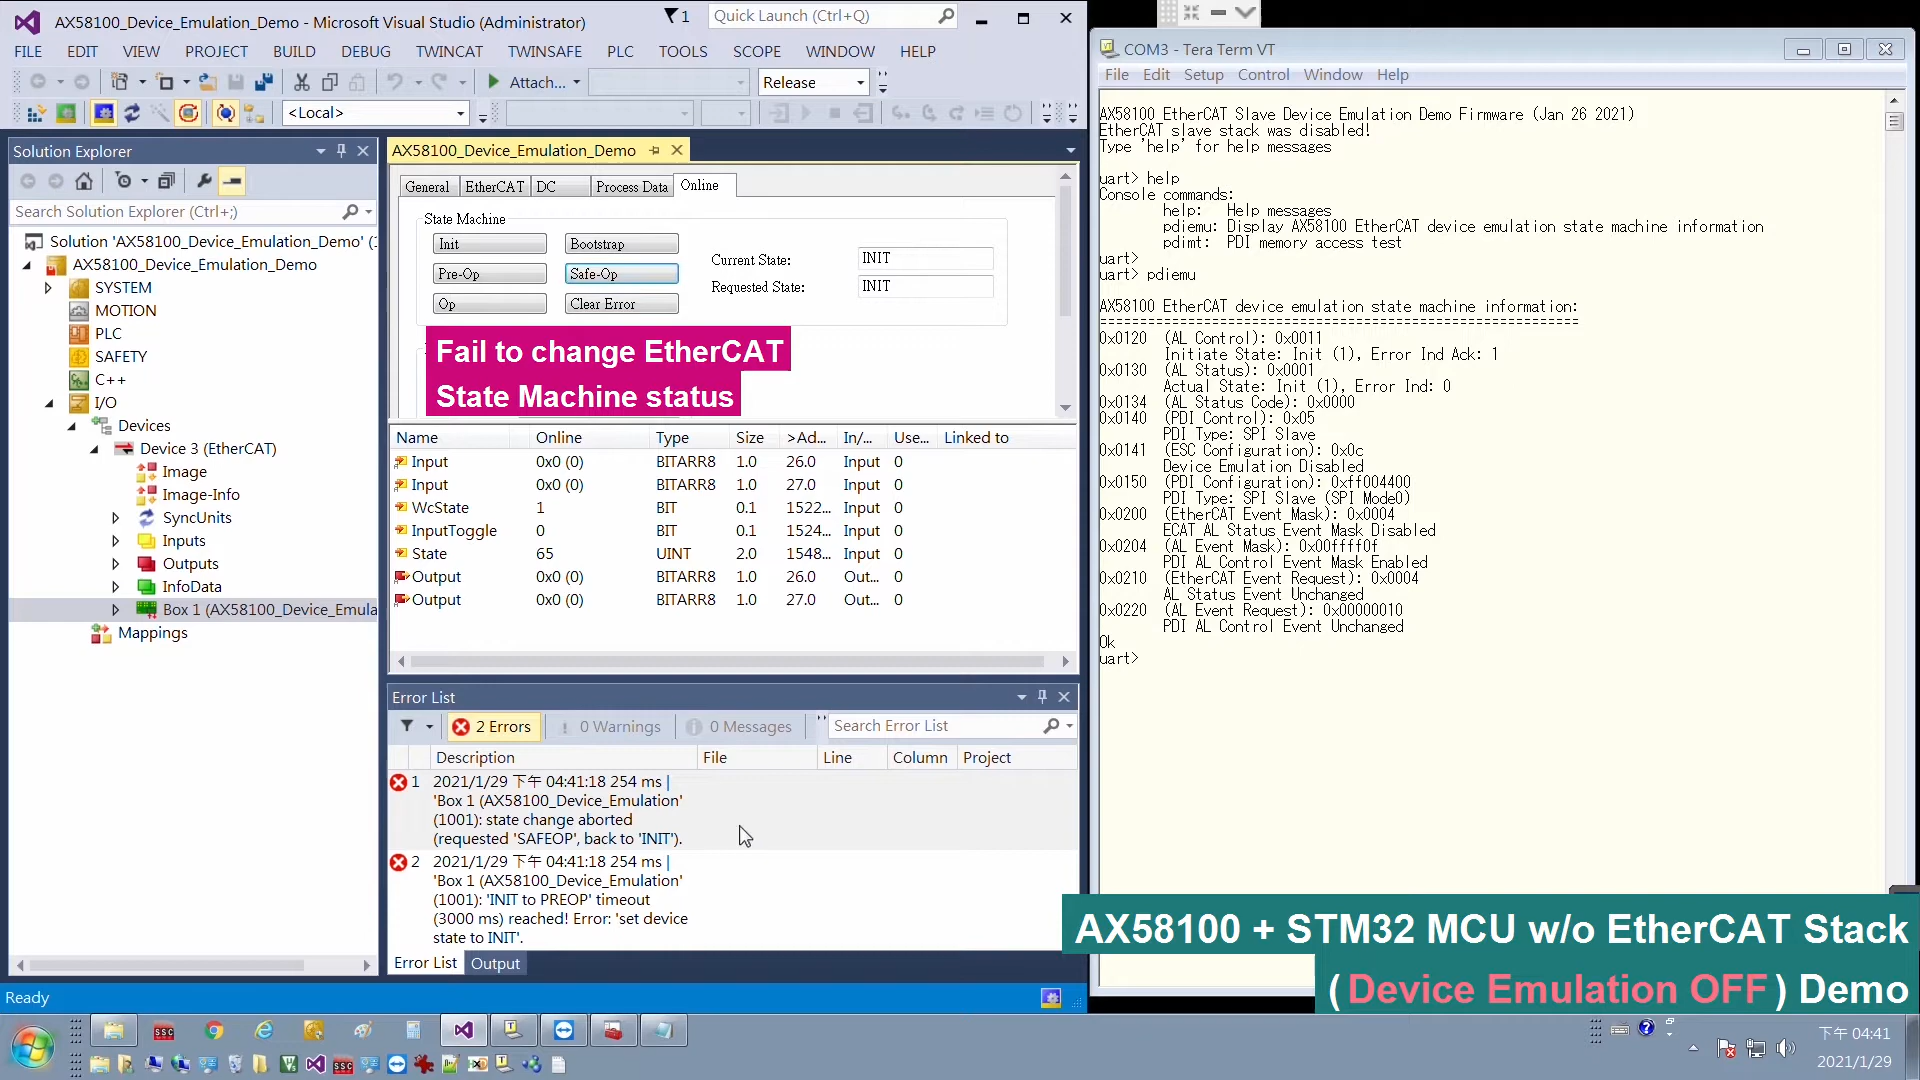 AX58100_Device_Emulation_Demo - Microsoft Visual Studio (Administrator)
1
Quick Launch (Ctrl+Q)
FILE EDIT VIEW PROJECT BUILD DEBUG TWINCAT TWINSAFE PLC TOOLS SCOPE WINDOW HELP
Attach...
Release
<Local>
Solution Explorer
Search Solution Explorer (Ctrl+;)
Solution 'AX58100_Device_Emulation_Demo' (1
AX58100_Device_Emulation_Demo
SYSTEM
MOTION
PLC
SAFETY
C++
I/O
Devices
Device 3 (EtherCAT)
Image
Image-Info
SyncUnits
Inputs
Outputs
InfoData
Box 1 (AX58100_Device_Emula
Mappings
AX58100_Device_Emulation_Demo
General EtherCAT DC Process Data Online
State Machine
Init Bootstrap
Pre-Op Safe-Op
Op Clear Error
Current State: INIT
Requested State: INIT
Fail to change EtherCAT
State Machine status
Name Online Type Size >Ad... In/... Use... Linked to
Input 0x0 (0) BITARR8 1.0 26.0 Input 0
Input 0x0 (0) BITARR8 1.0 27.0 Input 0
WcState 1 BIT 0.1 1522... Input 0
InputToggle 0 BIT 0.1 1524... Input 0
State 65 UINT 2.0 1548... Input 0
Output 0x0 (0) BITARR8 1.0 26.0 Out... 0
Output 0x0 (0) BITARR8 1.0 27.0 Out... 0
Error List
2 Errors 0 Warnings 0 Messages Search Error List
Description File Line Column Project
1 2021/1/29 下午 04:41:18 254 ms |
'Box 1 (AX58100_Device_Emulation)'
(1001): state change aborted
(requested 'SAFEOP', back to 'INIT').
2 2021/1/29 下午 04:41:18 254 ms |
'Box 1 (AX58100_Device_Emulation)'
(1001): 'INIT to PREOP' timeout
(3000 ms) reached! Error: 'set device
state to INIT'.
Error List Output
Ready
COM3 - Tera Term VT
File Edit Setup Control Window Help
AX58100 EtherCAT Slave Device Emulation Demo Firmware (Jan 26 2021)
EtherCAT slave stack was disabled!
Type 'help' for help messages
uart> help
Console commands:
help: Help messages
pdiemu: Display AX58100 EtherCAT device emulation state machine information
pdimt: PDI memory access test
uart>
uart> pdiemu
AX58100 EtherCAT device emulation state machine information:
============================================================
0x0120 (AL Control): 0x0011
Initiate State: Init (1), Error Ind Ack: 1
0x0130 (AL Status): 0x0001
Actual State: Init (1), Error Ind: 0
0x0134 (AL Status Code): 0x0000
0x0140 (PDI Control): 0x05
PDI Type: SPI Slave
0x0141 (ESC Configuration): 0x0c
Device Emulation Disabled
0x0150 (PDI Configuration): 0xff004400
PDI Type: SPI Slave (SPI Mode0)
0x0200 (EtherCAT Event Mask): 0x0004
ECAT AL Status Event Mask Disabled
0x0204 (AL Event Mask): 0x00ffff0f
PDI AL Control Event Mask Enabled
0x0210 (EtherCAT Event Request): 0x0004
AL Status Event Unchanged
0x0220 (AL Event Request): 0x00000010
PDI AL Control Event Unchanged
Ok
uart>
AX58100 + STM32 MCU w/o EtherCAT Stack
(Device Emulation OFF) Demo
SSC
SSC
下午 04:41
2021/1/29